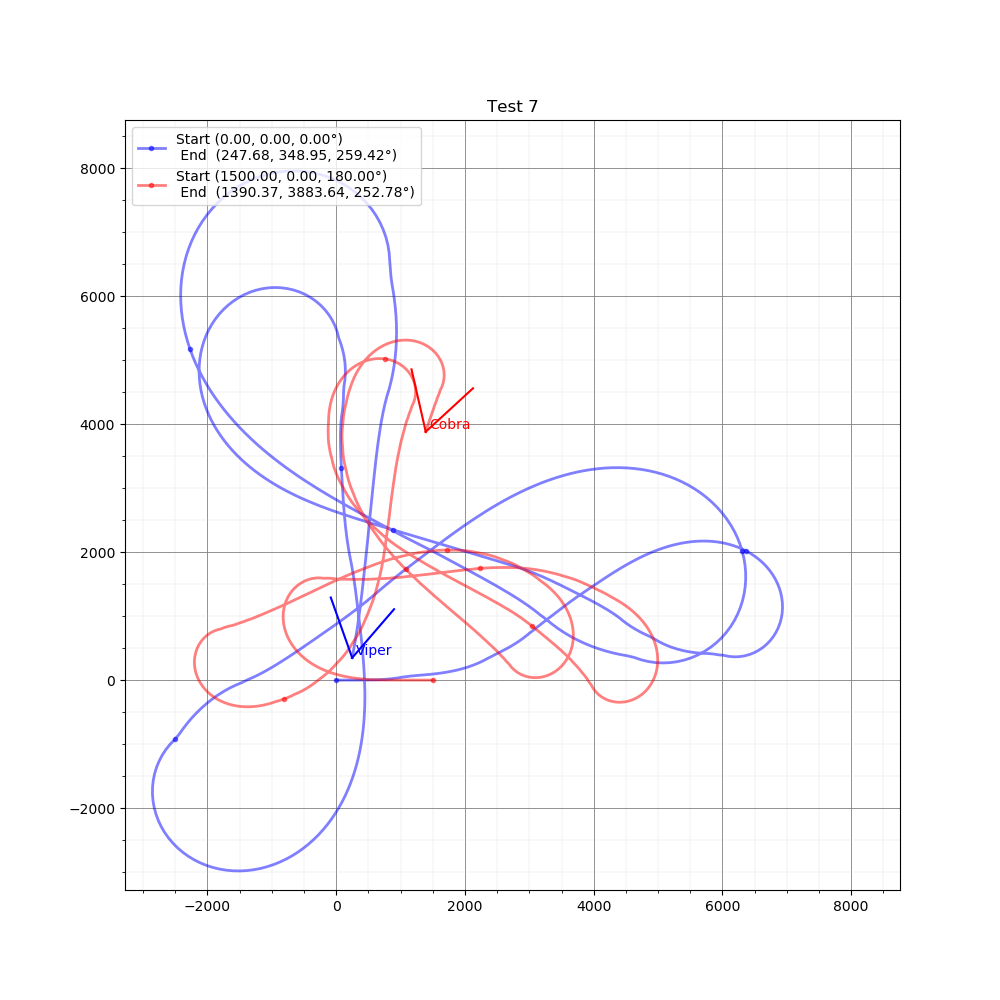 Test 7
Start (0.00, 0.00, 0.00°)
End  (247.68, 348.95, 259.42°)
Start (1500.00, 0.00, 180.00°)
End  (1390.37, 3883.64, 252.78°)
8000
6000
4000
2000
0
−2000
Cobra
Viper
−2000 0 2000 4000 6000 8000